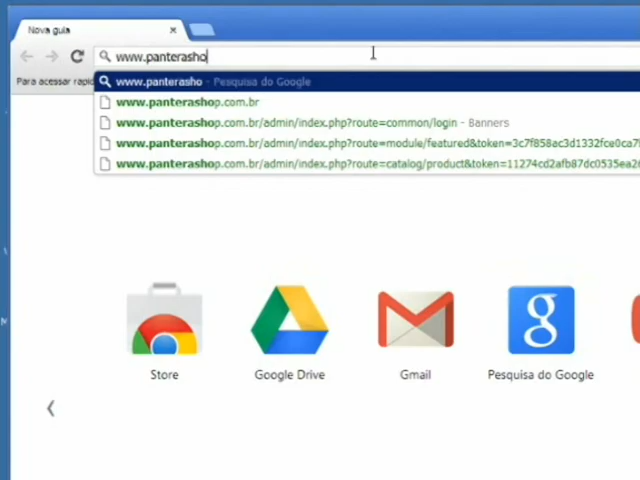 Nova guia
www.panterasho
Para acessar
www.panterasho - Pesquisa do Google
www.panterashop.com.br
www.panterashop.com.br/admin/index.php?route=common/login - Banners
www.panterashop.com.br/admin/index.php?route=module/featured&token=3c7f858ac3d1332fce0ca7
www.panterashop.com.br/admin/index.php?route=catalog/product&token=11274cd2afb87dc0535ea2
Store
Google Drive
Gmail
Pesquisa do Google